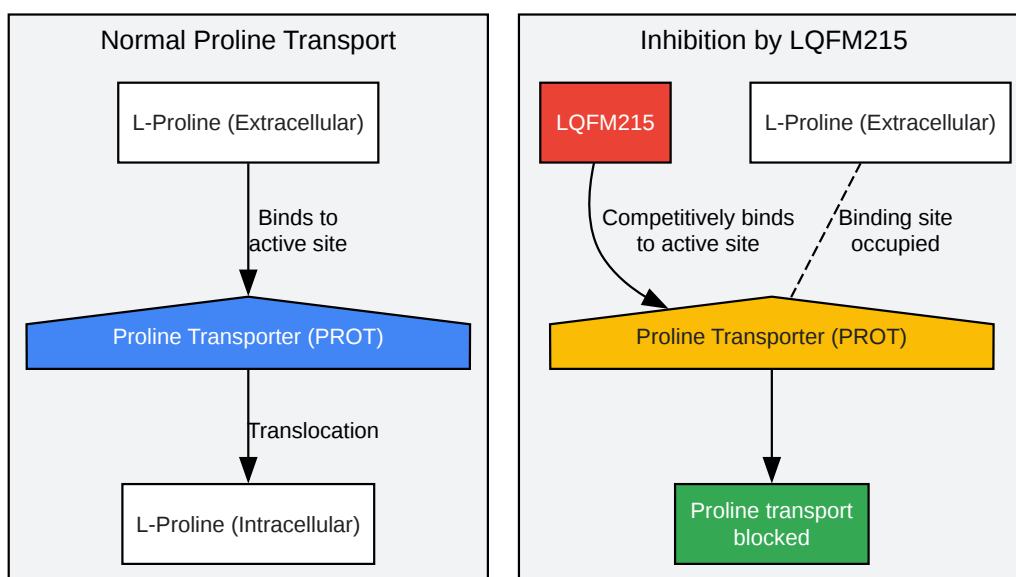 Normal Proline Transport
L-Proline (Extracellular)
Binds to
active site
Proline Transporter (PROT)
Translocation
L-Proline (Intracellular)
Inhibition by LQFM215
LQFM215
L-Proline (Extracellular)
Competitively binds
to active site
Binding site
occupied
Proline Transporter (PROT)
Proline transport
blocked